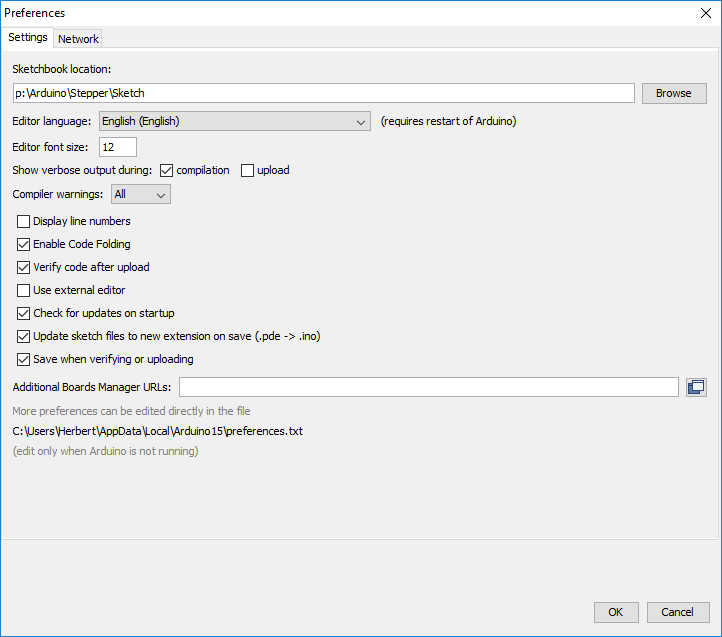 Preferences
Settings Network
Sketchbook location:
p:\Arduino\Stepper\Sketch Browse
Editor language: English (English) (requires restart of Arduino)
Editor font size: 12
Show verbose output during: compilation upload
Compiler warnings: All
Display line numbers
Enable Code Folding
Verify code after upload
Use external editor
Check for updates on startup
Update sketch files to new extension on save (.pde -> .ino)
Save when verifying or uploading
Additional Boards Manager URLs:
More preferences can be edited directly in the file
C:\Users\Herbert\AppData\Local\Arduino15\preferences.txt
(edit only when Arduino is not running)
OK Cancel